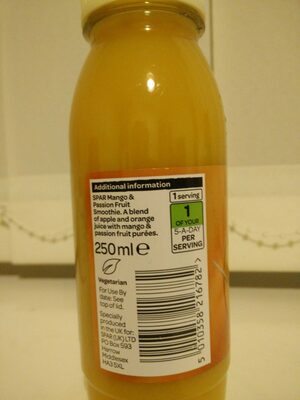 Additional information
SPAR Mango &
Passion Fruit
Smoothie. A blend
of apple and orange
juice with mango &
passion fruit purées.
250ml e
Vegetarian
For Use By
date: See
top of lid.
Specially
produced
in the UK for:
SPAR (UK) LTD
PO Box 593
Harrow
Middlesex
HA3 5XL
1 serving
1
OF YOUR
5-A-DAY
PER
SERVING
5 010358 216782 >